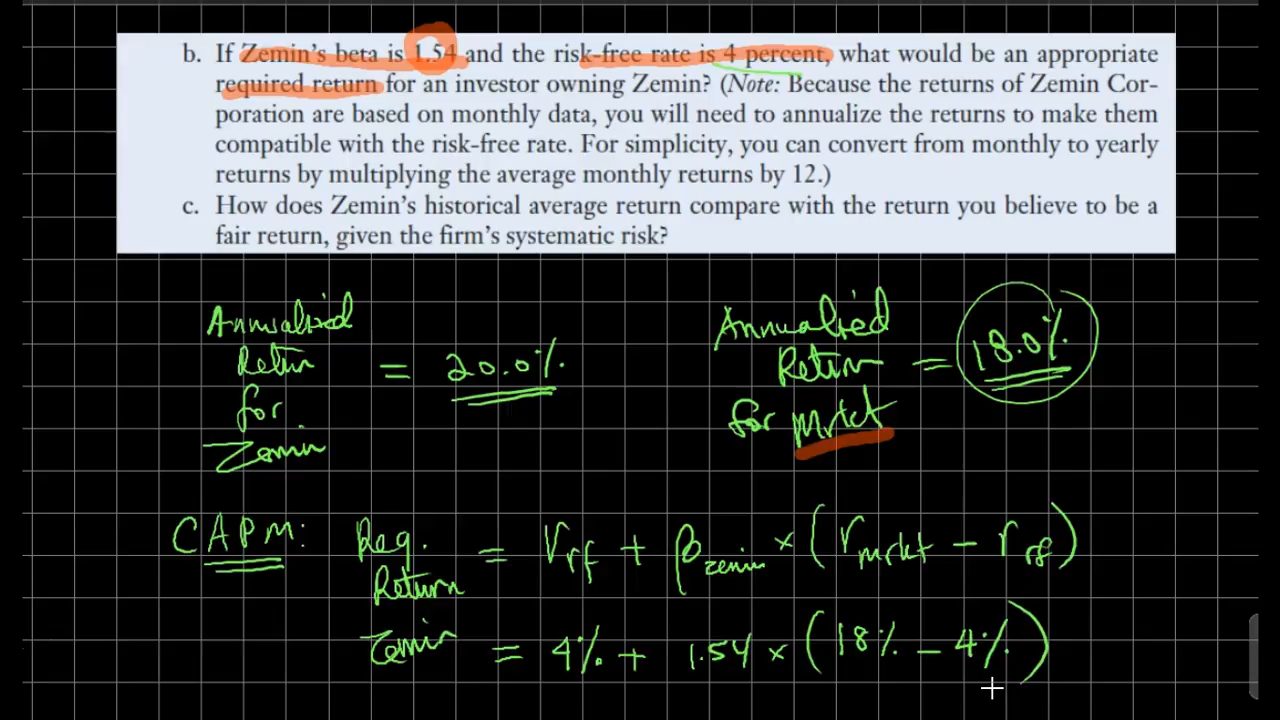 b. If Zemin's beta is 1.54 and the risk-free rate is 4 percent, what would be an appropriate
required return for an investor owning Zemin? (Note: Because the returns of Zemin Cor-
poration are based on monthly data, you will need to annualize the returns to make them
compatible with the risk-free rate. For simplicity, you can convert from monthly to yearly
returns by multiplying the average monthly returns by 12.)
c. How does Zemin's historical average return compare with the return you believe to be a
fair return, given the firm's systematic risk?
Annualized
Return
for
Zemin
= 20.0%
Annualized
Return
for Mrkt
= 18.0%
CAPM: Req. Return = rrf + βzemin × (rmrkt − rrf)
Zemin = 4% + 1.54 × (18% − 4%)